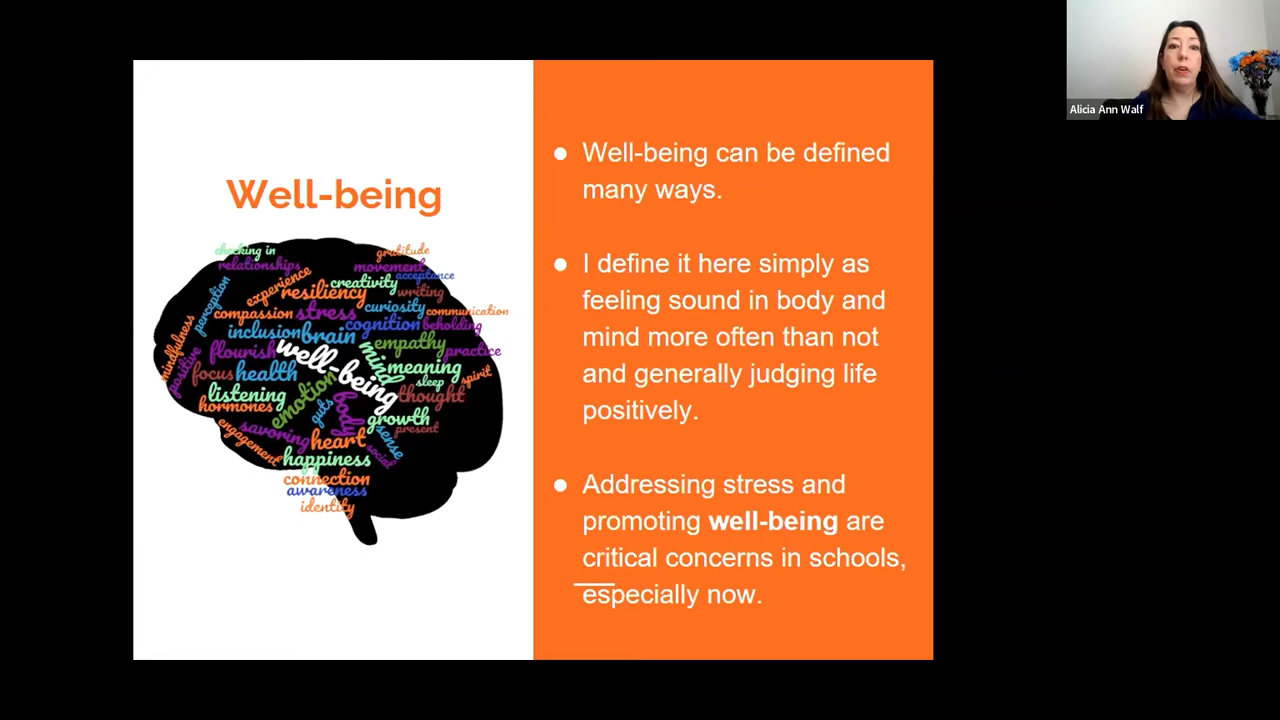 Alicia Ann Walf
Well-being
checking in
gratitude
relationships
movement
acceptance
perception
experience
creativity
resiliency
writing
compassion
stress
curiosity
communication
cognition
beholding
mindfulness
inclusion
brain
empathy
practice
flourish
well-being
mind
positive
focus
health
meaning
sleep
spirit
listening
emotion
thought
hormones
guts
body
growth
engagement
savoring
present
heart
sense
social
happiness
connection
awareness
identity
● Well-being can be defined
many ways.
● I define it here simply as
feeling sound in body and
mind more often than not
and generally judging life
positively.
● Addressing stress and
promoting well-being are
critical concerns in schools,
especially now.